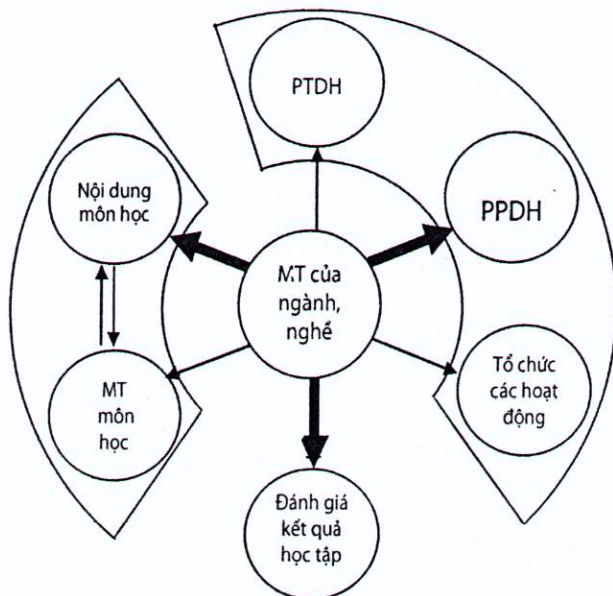 PTDH
Nội dung
môn học
PPDH
MT của
ngành,
nghề
Tổ chức
các hoạt
động
MT
môn
học
Đánh giá
kết quả
học tập